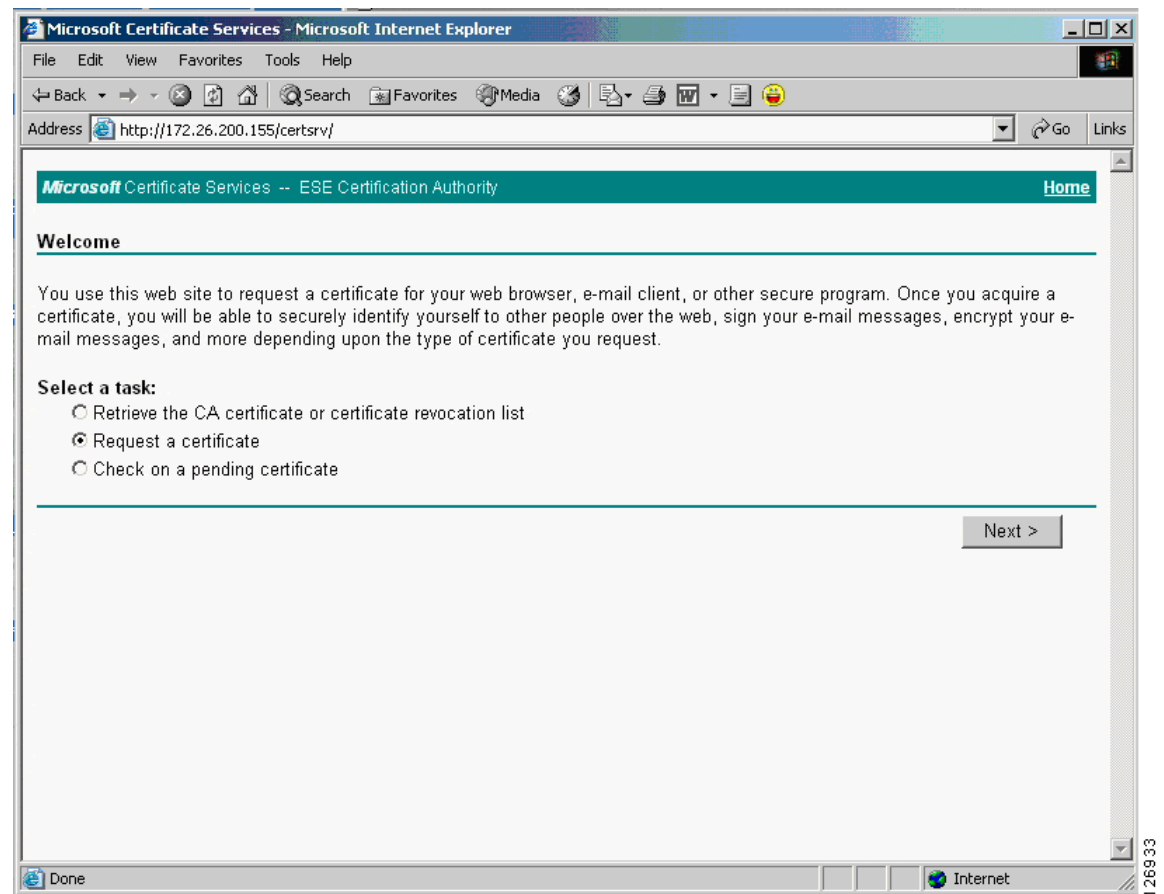 Microsoft Certificate Services - Microsoft Internet Explorer
File Edit View Favorites Tools Help
Back Search Favorites Media
Address http://172.26.200.155/certsrv/ Go Links
Microsoft Certificate Services -- ESE Certification Authority Home
Welcome
You use this web site to request a certificate for your web browser, e-mail client, or other secure program. Once you acquire a
certificate, you will be able to securely identify yourself to other people over the web, sign your e-mail messages, encrypt your e-
mail messages, and more depending upon the type of certificate you request.
Select a task:
Retrieve the CA certificate or certificate revocation list
Request a certificate
Check on a pending certificate
Next >
Done Internet
126933